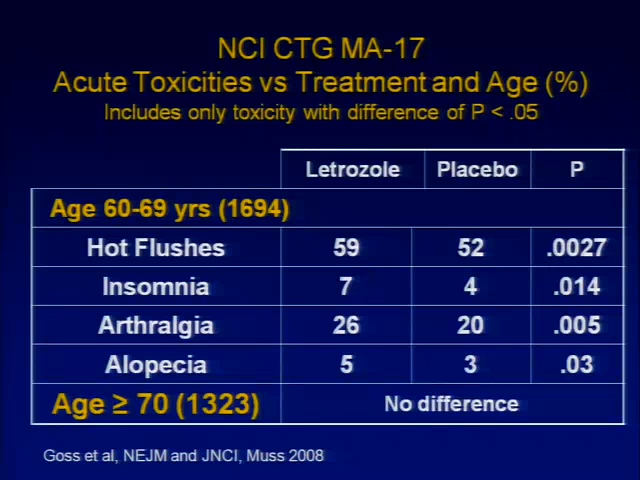 NCI CTG MA-17
Acute Toxicities vs Treatment and Age (%)
Includes only toxicity with difference of P < .05
Letrozole Placebo P
Age 60-69 yrs (1694)
Hot Flushes 59 52 .0027
Insomnia 7 4 .014
Arthralgia 26 20 .005
Alopecia 5 3 .03
Age ≥ 70 (1323) No difference
Goss et al, NEJM and JNCI, Muss 2008